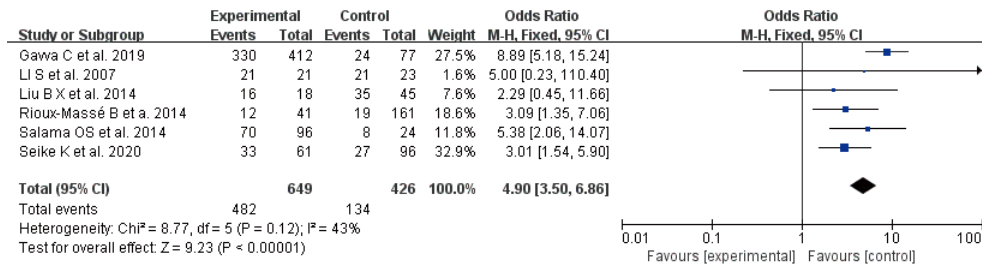 Experimental Control Odds Ratio Odds Ratio
Study or Subgroup Events Total Events Total Weight M-H, Fixed, 95% CI M-H, Fixed, 95% CI
Gawa C et al. 2019 330 412 24 77 27.5% 8.89 [5.18, 15.24]
LI S et al. 2007 21 21 21 23 1.6% 5.00 [0.23, 110.40]
Liu B X et al. 2014 16 18 35 45 7.6% 2.29 [0.45, 11.66]
Rioux-Massé B et a. 2014 12 41 19 161 18.6% 3.09 [1.35, 7.06]
Salama OS et al. 2014 70 96 8 24 11.8% 5.38 [2.06, 14.07]
Seike K et al. 2020 33 61 27 96 32.9% 3.01 [1.54, 5.90]
Total (95% CI) 649 426 100.0% 4.90 [3.50, 6.86]
Total events 482 134
Heterogeneity: Chi² = 8.77, df = 5 (P = 0.12); I² = 43%
Test for overall effect: Z = 9.23 (P < 0.00001)
0.01 0.1 1 10 100
Favours [experimental] Favours [control]